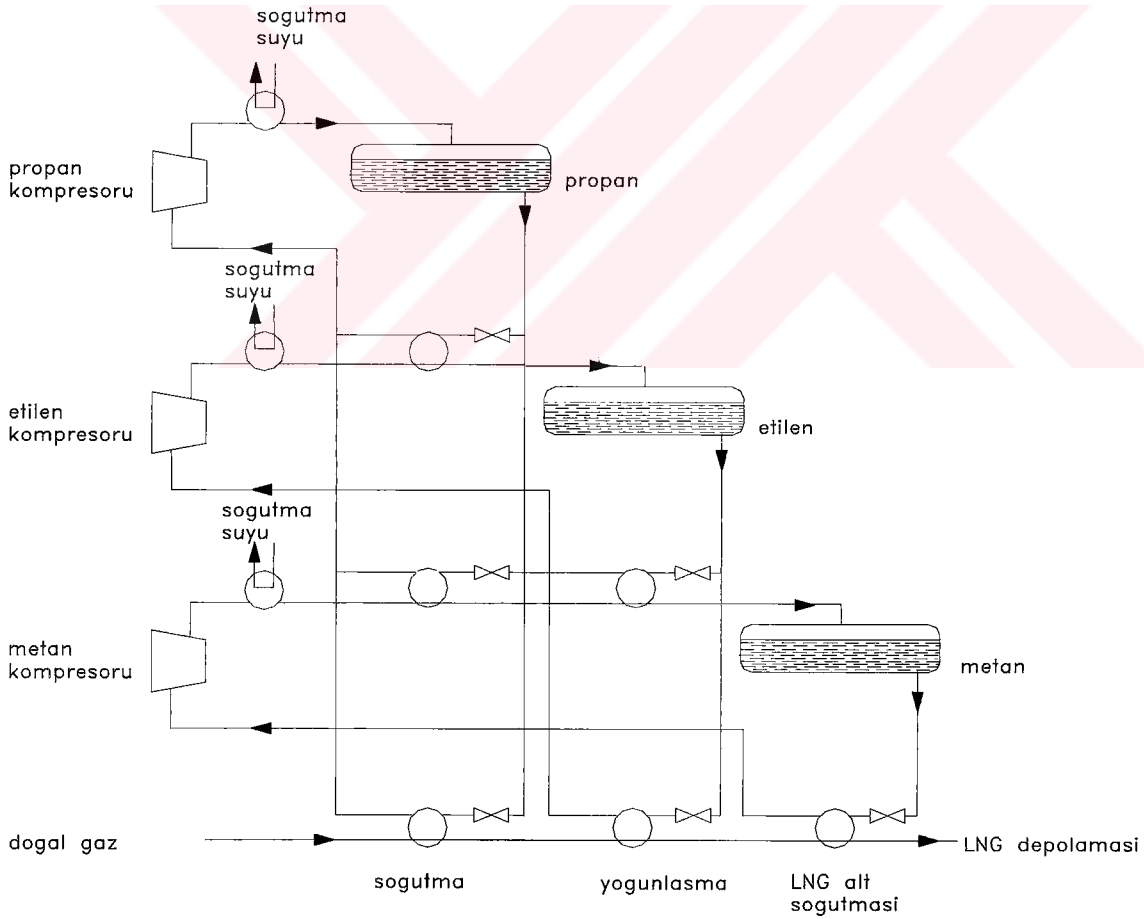 sogutma
suyu
propan
kompresoru
propan
sogutma
suyu
etilen
kompresoru
etilen
sogutma
suyu
metan
kompresoru
metan
dogal gaz
LNG depolamasi
sogutma
yogunlasma
LNG alt
sogutmasi